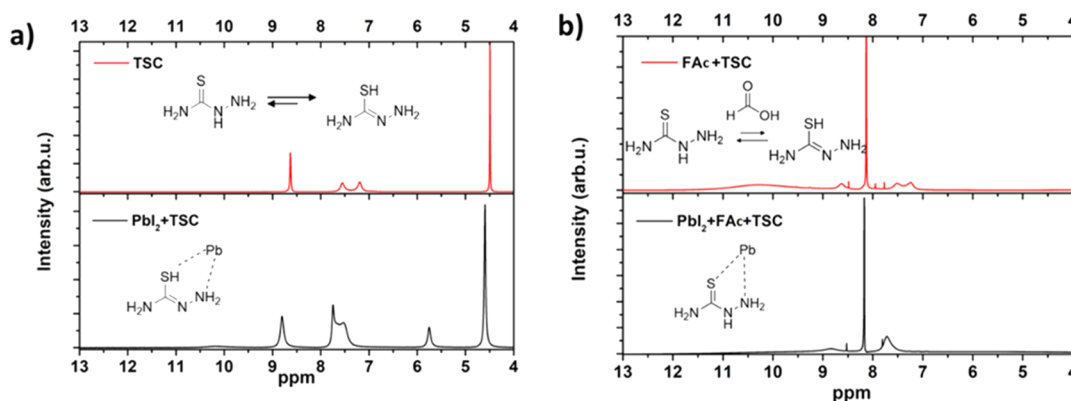 a)
13 12 11 10 9 8 7 6 5 4
TSC
S
H₂N N NH₂
H
SH
H₂N N NH₂
PbI₂+TSC
Pb
SH
H₂N N NH₂
Intensity (arb.u.)
13 12 11 10 9 8 7 6 5 4
ppm
b)
13 12 11 10 9 8 7 6 5 4
FAc+TSC
O
OH
S
H₂N N NH₂
H
SH
H₂N N NH₂
PbI₂+FAc+TSC
Pb
S
H₂N N NH₂
H
Intensity (arb.u.)
13 12 11 10 9 8 7 6 5 4
ppm